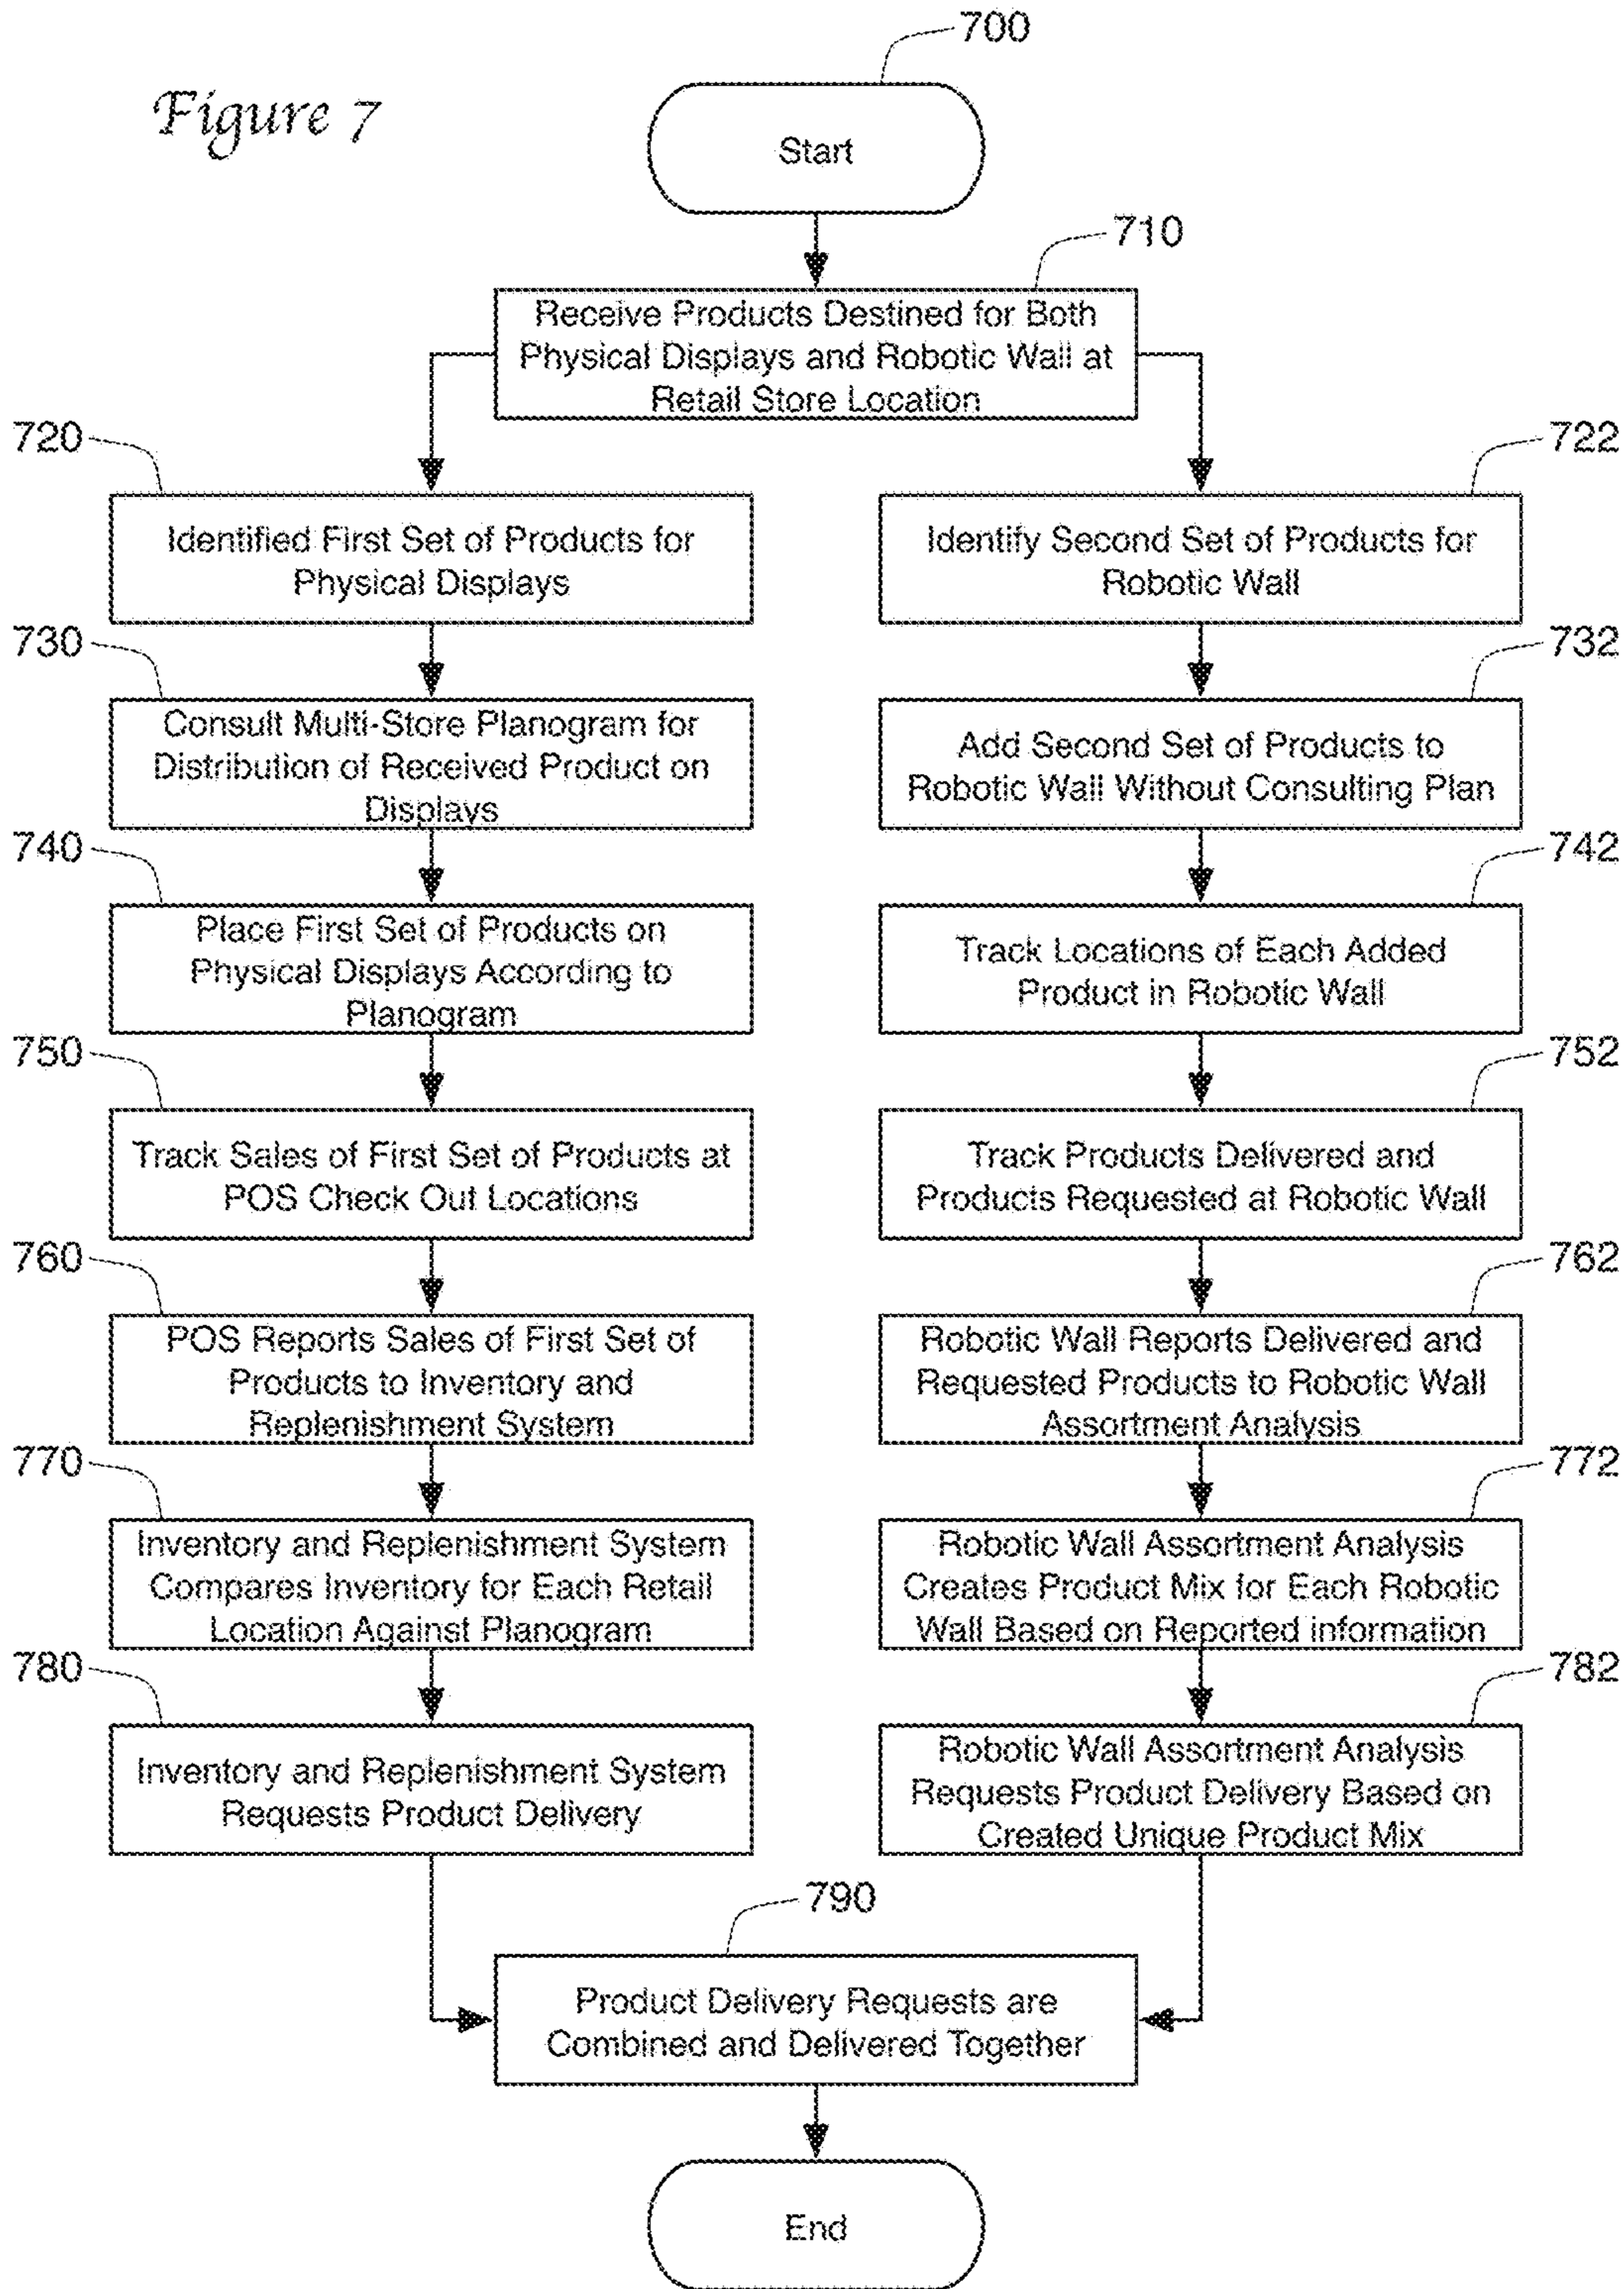 700
Figure 7
Start
710
Receive Products Destined for Both
Physical Displays and Robotic Wall at
Retail Store Location
720
722
Identified First Set of Products for
Physical Displays
Identify Second Set of Products for
Robotic Wall
730
732
Consult Multi-Store Planogram for
Distribution of Received Product on
Displays
Add Second Set of Products to
Robotic Wall Without Consulting Plan
740
742
Place First Set of Products on
Physical Displays According to
Planogram
Track Locations of Each Added
Product in Robotic Wall
750
752
Track Sales of First Set of Products at
POS Check Out Locations
Track Products Delivered and
Products Requested at Robotic Wall
760
762
POS Reports Sales of First Set of
Products to Inventory and
Replenishment System
Robotic Wall Reports Delivered and
Requested Products to Robotic Wall
Assortment Analysis
770
772
Inventory and Replenishment System
Compares Inventory for Each Retail
Location Against Planogram
Robotic Wall Assortment Analysis
Creates Product Mix for Each Robotic
Wall Based on Reported information
780
782
Inventory and Replenishment System
Requests Product Delivery
Robotic Wall Assortment Analysis
Requests Product Delivery Based on
Created Unique Product Mix
790
Product Delivery Requests are
Combined and Delivered Together
End